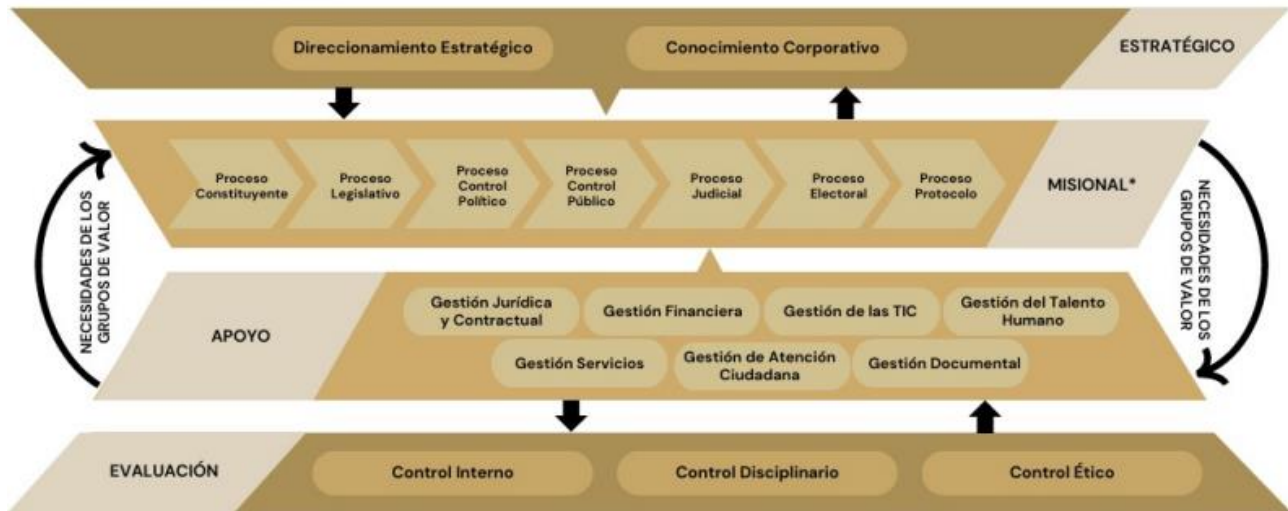 Direccionamiento Estratégico
Conocimiento Corporativo
ESTRATÉGICO
NECESIDADES DE LOS
GRUPOS DE VALOR
Proceso
Constituyente
Proceso
Legislativo
Proceso
Control
Político
Proceso
Control
Público
Proceso
Judicial
Proceso
Electoral
Proceso
Protocolo
MISIONAL*
NECESIDADES DE LOS
GRUPOS DE VALOR
APOYO
Gestión Jurídica
y Contractual
Gestión Financiera
Gestión de las TIC
Gestión del Talento
Humano
Gestión Servicios
Gestión de Atención
Ciudadana
Gestión Documental
EVALUACIÓN
Control Interno
Control Disciplinario
Control Ético